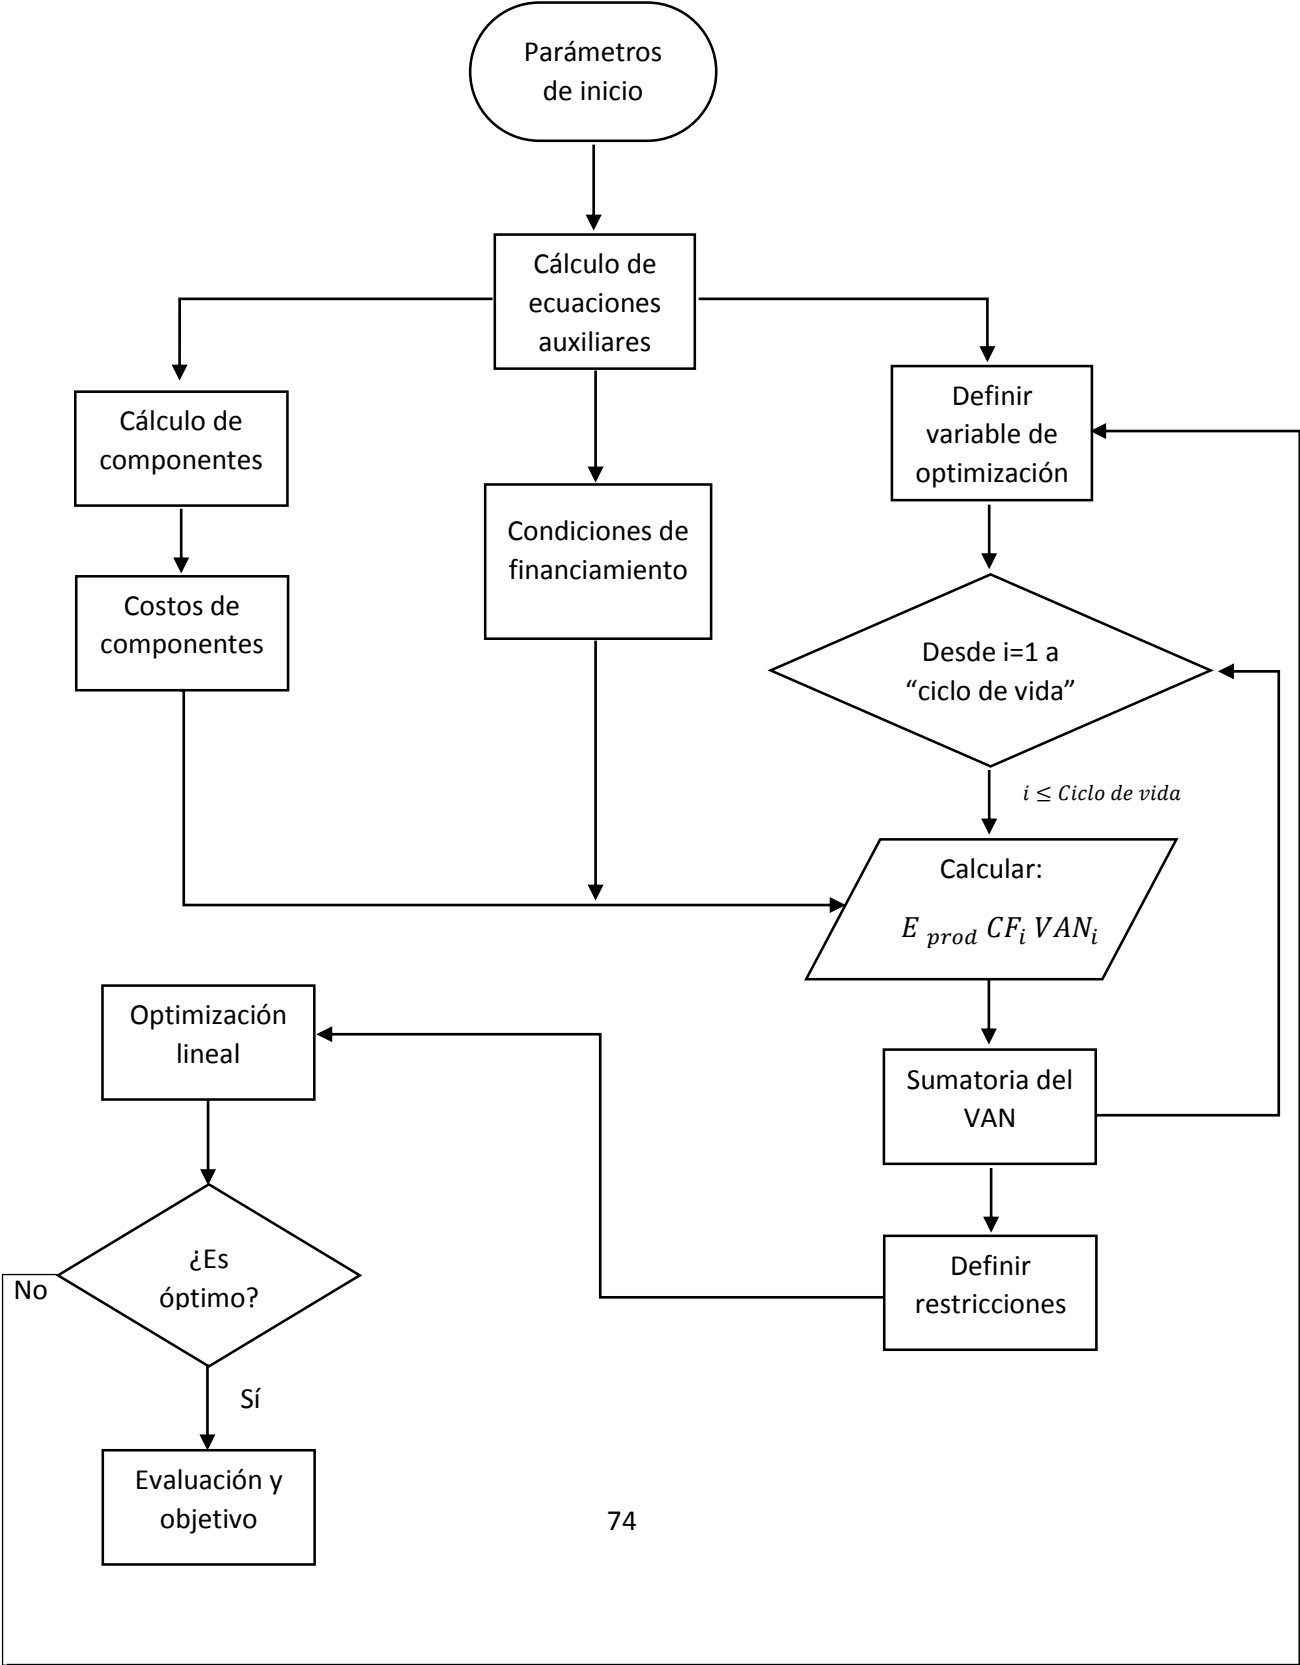 Parámetros
de inicio
Cálculo de
ecuaciones
auxiliares
Cálculo de
componentes
Costos de
componentes
Condiciones de
financiamiento
Definir
variable de
optimización
Desde i=1 a
“ciclo de vida”
i ≤ Ciclo de vida
Calcular:
E prod CFi VANi
Sumatoria del
VAN
Definir
restricciones
Optimización
lineal
¿Es
óptimo?
No
Sí
Evaluación y
objetivo
74